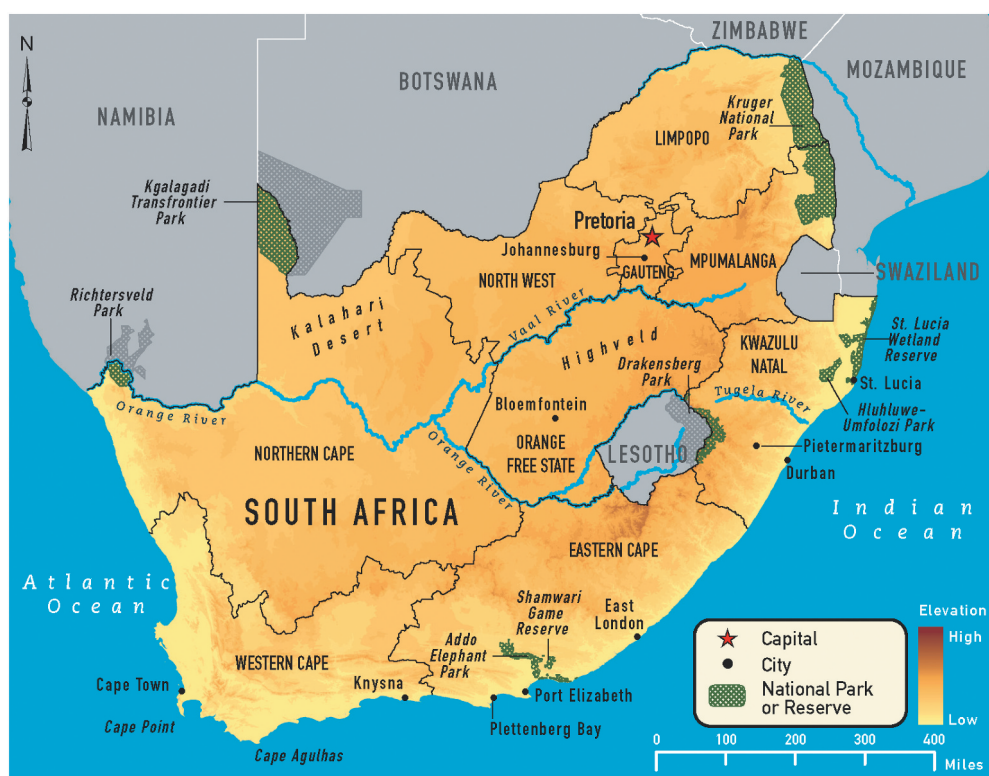 N
ZIMBABWE
BOTSWANA
MOZAMBIQUE
NAMIBIA
Kruger
National
Park
LIMPOPO
Kgalagadi
Transfrontier
Park
Pretoria
Johannesburg
GAUTENG
MPUMALANGA
NORTH WEST
SWAZILAND
Richtersveld
Park
Kalahari
Desert
Vaal River
Highveld
KWAZULU
NATAL
St. Lucia
Wetland
Reserve
Drakensberg
Park
St. Lucia
Tugela River
Orange River
Bloemfontein
Hluhluwe-
Umfolozi Park
Orange River
ORANGE
FREE STATE
LESOTHO
Pietermaritzburg
NORTHERN CAPE
Durban
SOUTH AFRICA
Indian
Ocean
EASTERN CAPE
Atlantic
Ocean
Shamwari
Game
Reserve
East
London
Addo
Elephant
Park
WESTERN CAPE
Cape Town
Knysna
Port Elizabeth
Cape Point
Plettenberg Bay
Cape Agulhas
Elevation
High
Low
Capital
City
National Park
or Reserve
0 100 200 300 400
Miles